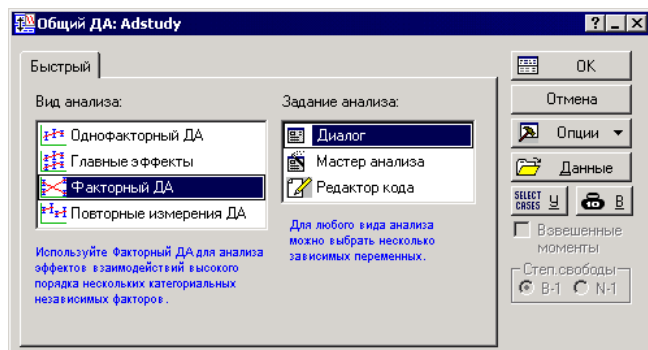 Общий ДА: Adstudy
Быстрый
Вид анализа:
Однофакторный ДА
Главные эффекты
Факторный ДА
Повторные измерения ДА
Используйте Факторный ДА для анализа
эффектов взаимодействий высокого
порядка нескольких категориальных
независимых факторов.
Задание анализа:
Диалог
Мастер анализа
Редактор кода
Для любого вида анализа
можно выбрать несколько
зависимых переменных.
ОК
Отмена
Опции
Данные
SELECT CASES У В
Взвешенные
моменты
Степ.свободы
В-1 N-1